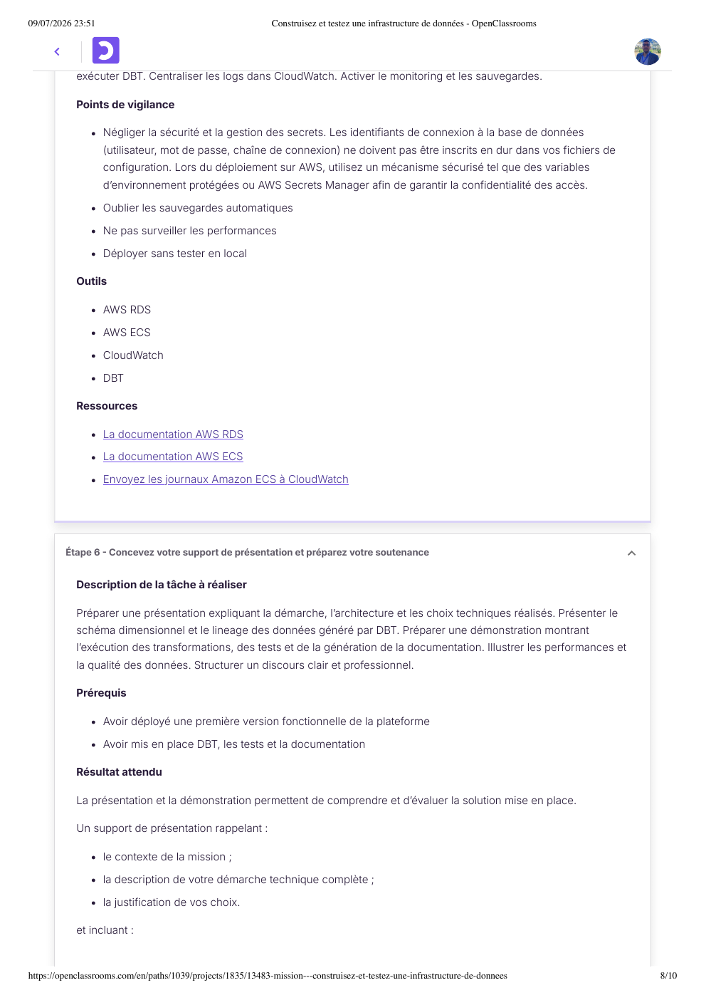 09/07/2026 23:51
Construisez et testez une infrastructure de données - OpenClassrooms
exécuter DBT. Centraliser les logs dans CloudWatch. Activer le monitoring et les sauvegardes.
Points de vigilance
Négliger la sécurité et la gestion des secrets. Les identifiants de connexion à la base de données
(utilisateur, mot de passe, chaîne de connexion) ne doivent pas être inscrits en dur dans vos fichiers de
configuration. Lors du déploiement sur AWS, utilisez un mécanisme sécurisé tel que des variables
d’environnement protégées ou AWS Secrets Manager afin de garantir la confidentialité des accès.
Oublier les sauvegardes automatiques
Ne pas surveiller les performances
Déployer sans tester en local
Outils
AWS RDS
AWS ECS
CloudWatch
DBT
Ressources
La documentation AWS RDS
La documentation AWS ECS
Envoyez les journaux Amazon ECS à CloudWatch
Étape 6 - Concevez votre support de présentation et préparez votre soutenance
Description de la tâche à réaliser
Préparer une présentation expliquant la démarche, l’architecture et les choix techniques réalisés. Présenter le
schéma dimensionnel et le lineage des données généré par DBT. Préparer une démonstration montrant
l’exécution des transformations, des tests et de la génération de la documentation. Illustrer les performances et
la qualité des données. Structurer un discours clair et professionnel.
Prérequis
Avoir déployé une première version fonctionnelle de la plateforme
Avoir mis en place DBT, les tests et la documentation
Résultat attendu
La présentation et la démonstration permettent de comprendre et d’évaluer la solution mise en place.
Un support de présentation rappelant :
le contexte de la mission ;
la description de votre démarche technique complète ;
la justification de vos choix.
et incluant :
https://openclassrooms.com/en/paths/1039/projects/1835/13483-mission---construisez-et-testez-une-infrastructure-de-donnees
8/10